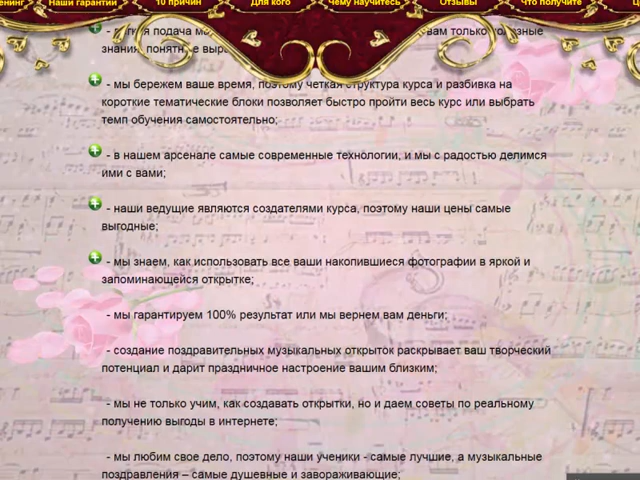 Наши гарантии 10 причин Для кого Чему научитесь Отзывы Что получите
подача вам только
знания,
- мы бережем ваше время, поэтому четкая структура курса и разбивка на
короткие тематические блоки позволяет быстро пройти весь курс или выбрать
темп обучения самостоятельно;
- в нашем арсенале самые современные технологии, и мы с радостью делимся
ими с вами;
- наши ведущие являются создателями курса, поэтому наши цены самые
выгодные;
- мы знаем, как использовать все ваши накопившиеся фотографии в яркой и
запоминающейся открытке;
- мы гарантируем 100% результат или мы вернем вам деньги;
- создание поздравительных музыкальных открыток раскрывает ваш творческий
потенциал и дарит праздничное настроение вашим близким;
- мы не только учим, как создавать открытки, но и даем советы по реальному
получению выгоды в интернете;
- мы любим свое дело, поэтому наши ученики - самые лучшие, а музыкальные
поздравления – самые душевные и завораживающие;